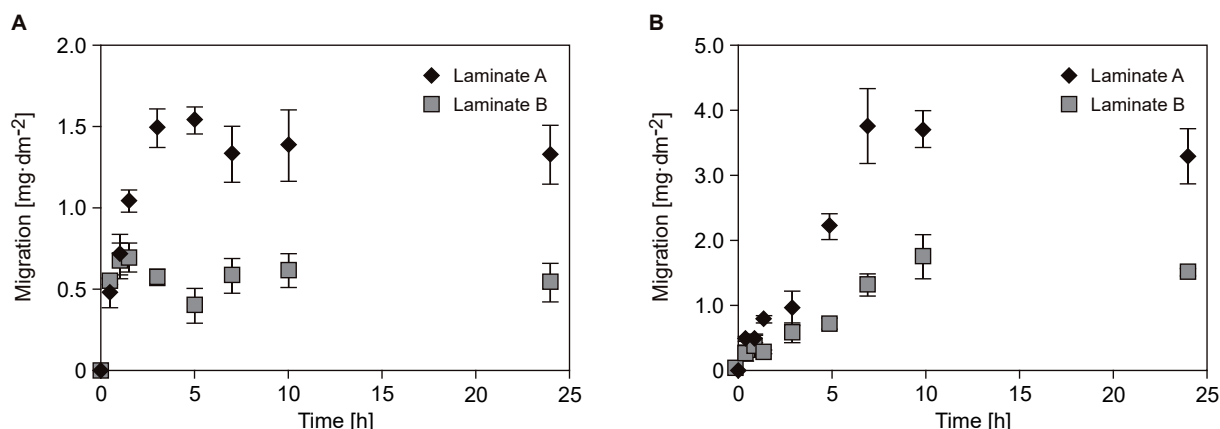 A
Migration [mg·dm⁻²]
2.0
1.5
1.0
0.5
0
Laminate A
Laminate B
0 5 10 15 20 25
Time [h]
B
Migration [mg·dm⁻²]
5.0
4.0
3.0
2.0
1.0
0
Laminate A
Laminate B
0 5 10 15 20 25
Time [h]